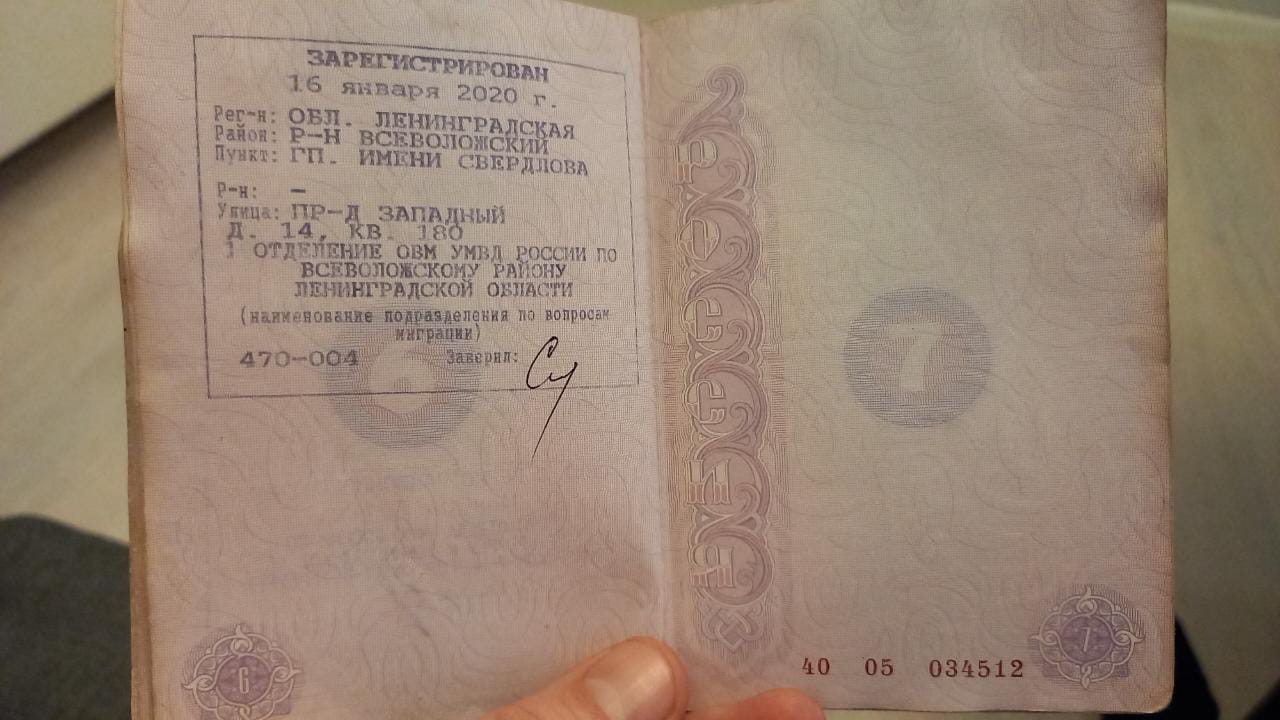 ЗАРЕГИСТРИРОВАН
16 января 2020 г.
Рег-н: ОБЛ. ЛЕНИНГРАДСКАЯ
Район: Р-Н ВСЕВОЛОЖСКИЙ
Пункт: ГП. ИМЕНИ СВЕРДЛОВА
Р-н: –
Улица: ПР-Д ЗАПАДНЫЙ
Д. 14, КВ. 180
1 ОТДЕЛЕНИЕ ОВМ УМВД РОССИИ ПО
ВСЕВОЛОЖСКОМУ РАЙОНУ
ЛЕНИНГРАДСКОЙ ОБЛАСТИ
(наименование подразделения по вопросам
миграции)
470-004 Заверил:
6
7
40 05 034512
7